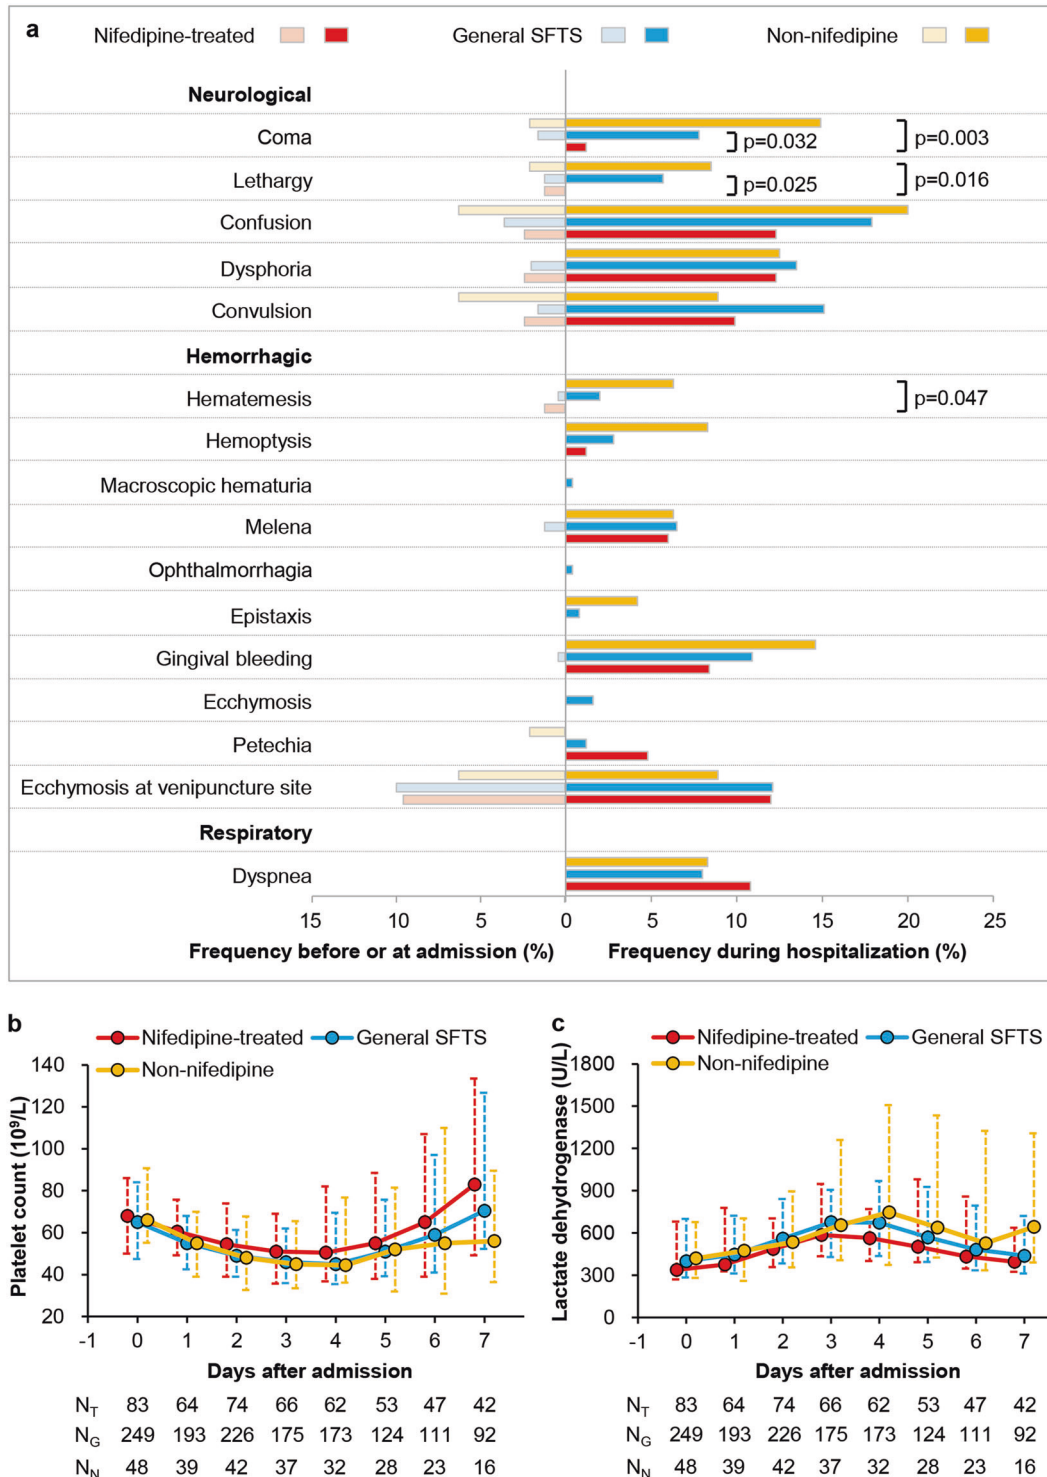 a
Nifedipine-treated General SFTS Non-nifedipine
Neurological
Coma p=0.032 p=0.003
Lethargy p=0.025 p=0.016
Confusion
Dysphoria
Convulsion
Hemorrhagic
Hematemesis p=0.047
Hemoptysis
Macroscopic hematuria
Melena
Ophthalmorrhagia
Epistaxis
Gingival bleeding
Ecchymosis
Petechia
Ecchymosis at venipuncture site
Respiratory
Dyspnea
15 10 5 0 5 10 15 20 25
Frequency before or at admission (%) Frequency during hospitalization (%)
b
Nifedipine-treated General SFTS
Non-nifedipine
Platelet count (10⁹/L)
140
120
100
80
60
40
20
-1 0 1 2 3 4 5 6 7
Days after admission
N_T 83 64 74 66 62 53 47 42
N_G 249 193 226 175 173 124 111 92
N_N 48 39 42 37 32 28 23 16
c
Nifedipine-treated General SFTS
Non-nifedipine
Lactate dehydrogenase (U/L)
1800
1500
1200
900
600
300
0
-1 0 1 2 3 4 5 6 7
Days after admission
N_T 83 64 74 66 62 53 47 42
N_G 249 193 226 175 173 124 111 92
N_N 48 39 42 37 32 28 23 16